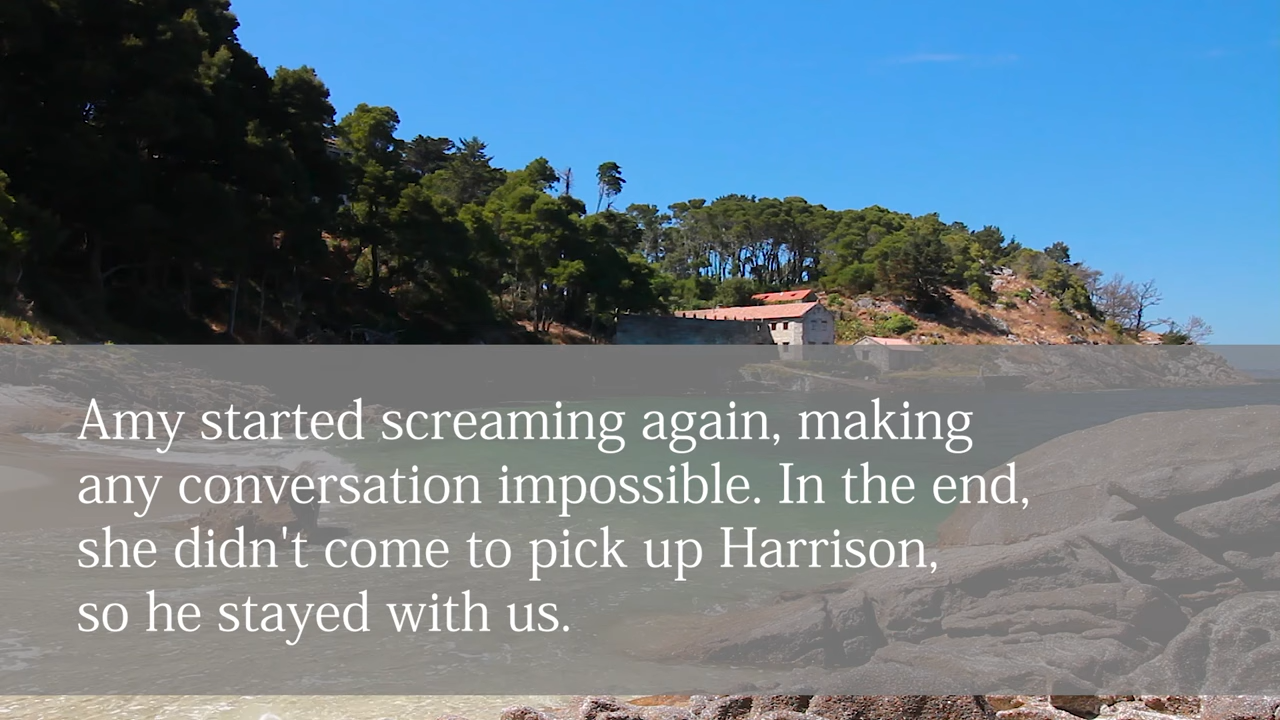 Amy started screaming again, making
any conversation impossible. In the end,
she didn't come to pick up Harrison,
so he stayed with us.